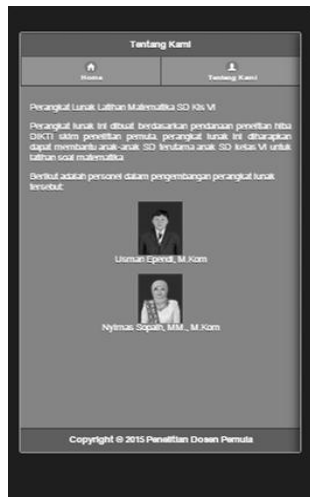 Tentang Kami
Home
Tentang Kami
Perangkat Lunak Latihan Matematika SD Kls VI
Perangkat lunak ini dibuat berdasarkan pendanaan penelitian hiba
DIKTI skim penelitian pemula, perangkat lunak ini diharapkan
dapat membantu anak-anak SD terutama anak SD kelas VI untuk
latihan soal matematika
Berikut adalah personel dalam pengembangan perangkat lunak
tersebut:
Usman Ependi, M.Kom
Nyimas Sopiah, MM., M.Kom
Copyright © 2015 Penelitian Dosen Pemula